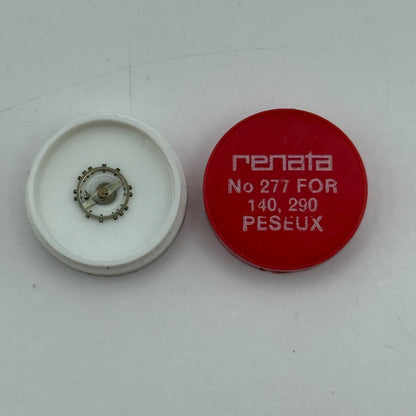 renata
No 277 FOR
140, 290
PESEUX